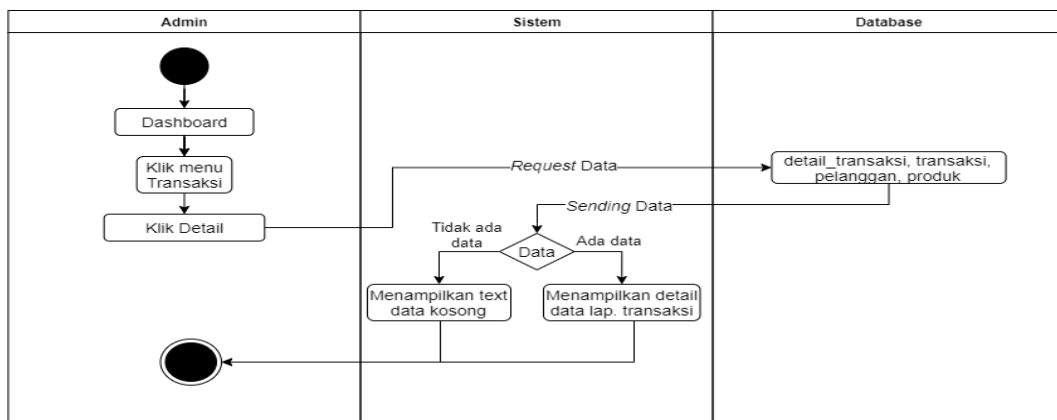 Admin
Sistem
Database
Dashboard
Klik menu
Transaksi
Klik Detail
Request Data
detail_transaksi, transaksi,
pelanggan, produk
Sending Data
Tidak ada
data
Data
Ada data
Menampilkan text
data kosong
Menampilkan detail
data lap. transaksi